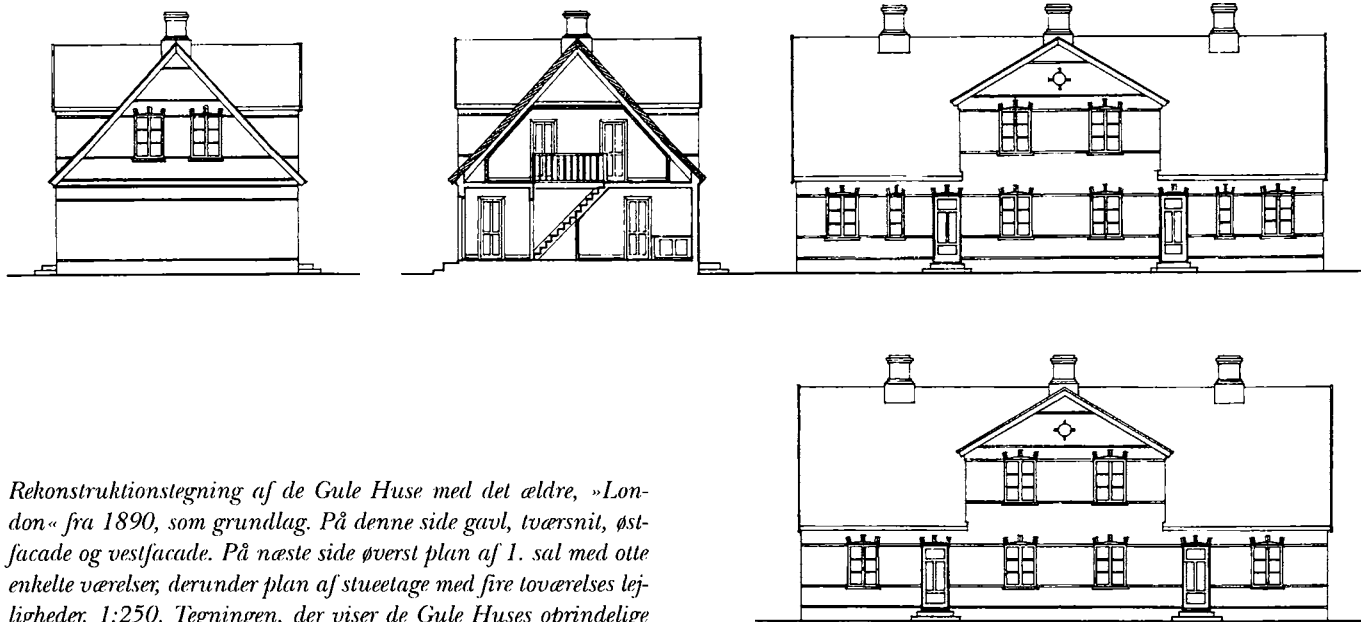 Rekonstruktionstegning af de Gule Huse med det ældre, »Lon-
don« fra 1890, som grundlag. På denne side gavl, tværsnit, øst-
facade og vestfacade. På næste side øverst plan af 1. sal med otte
enkelte værelser, derunder plan af stueetage med fire toværelses lej-
ligheder. 1:250. Tegningen, der viser de Gule Huses oprindelige